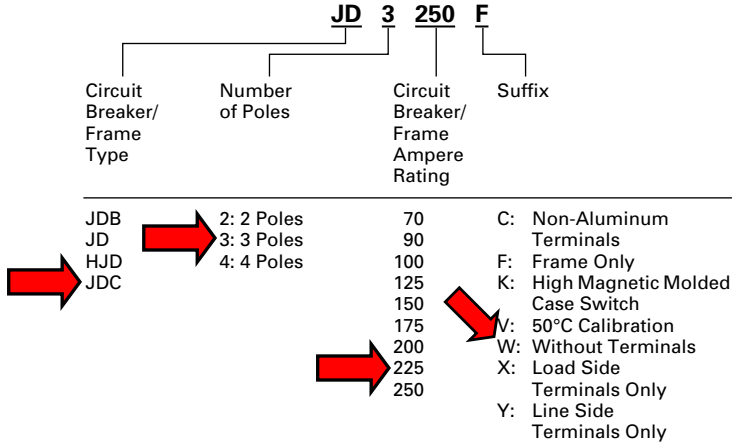 JD 3 250 F
Circuit Breaker/ Frame Type
Number of Poles
Circuit Breaker/ Frame Ampere Rating
Suffix
JDB
JD
HJD
JDC
2: 2 Poles
3: 3 Poles
4: 4 Poles
70
90
100
125
150
175
200
225
250
C: Non-Aluminum
Terminals
F: Frame Only
K: High Magnetic Molded
Case Switch
V: 50°C Calibration
W: Without Terminals
X: Load Side
Terminals Only
Y: Line Side
Terminals Only